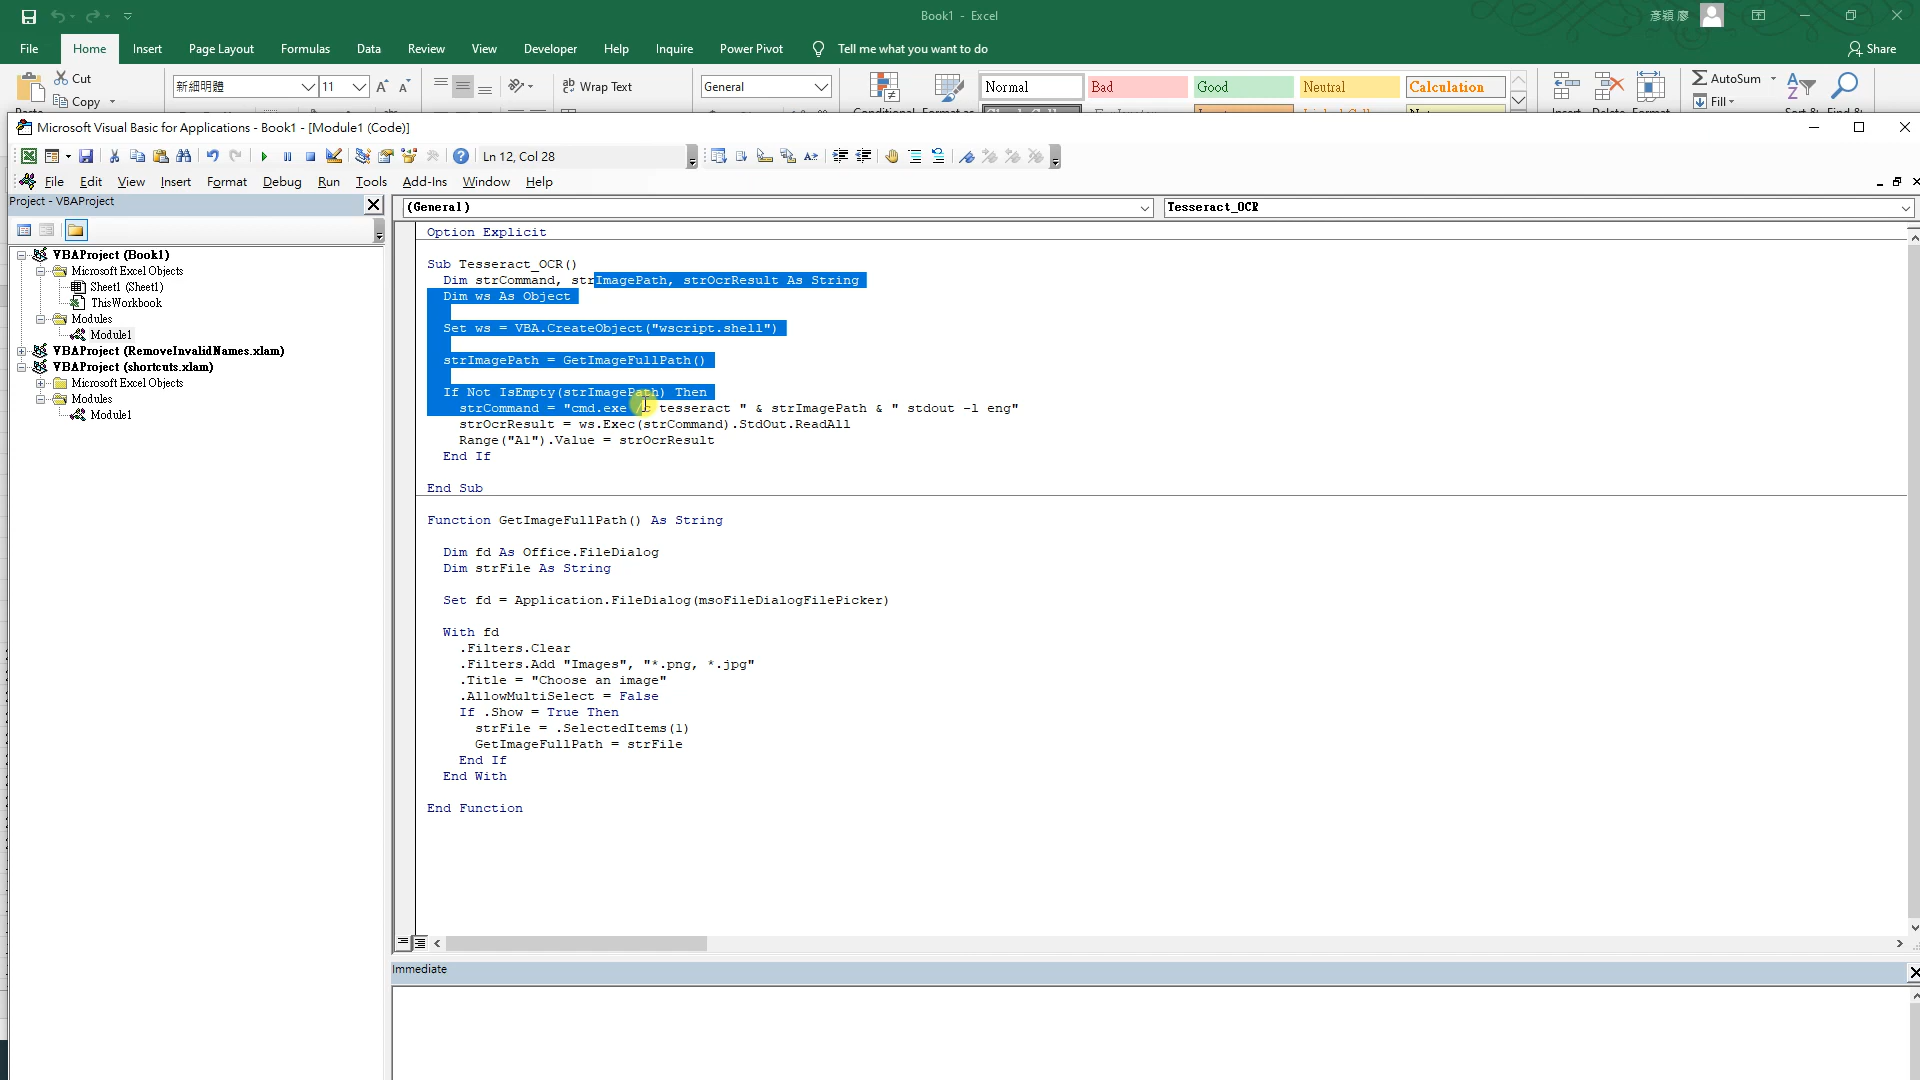 Book1 - Excel
彥穎 廖
File Home Insert Page Layout Formulas Data Review View Developer Help Inquire Power Pivot Tell me what you want to do Share
Cut
Copy
新細明體 11
Wrap Text
General
Normal Bad Good Neutral Calculation
AutoSum
Fill
Microsoft Visual Basic for Applications - Book1 - [Module1 (Code)]
Ln 12, Col 28
File Edit View Insert Format Debug Run Tools Add-Ins Window Help
Project - VBAProject
VBAProject (Book1)
Microsoft Excel Objects
Sheet1 (Sheet1)
ThisWorkbook
Modules
Module1
VBAProject (RemoveInvalidNames.xlam)
VBAProject (shortcuts.xlam)
Microsoft Excel Objects
Modules
Module1
(General) Tesseract_OCR
Option Explicit
Sub Tesseract_OCR()
Dim strCommand, strImagePath, strOcrResult As String
Dim ws As Object
Set ws = VBA.CreateObject("wscript.shell")
strImagePath = GetImageFullPath()
If Not IsEmpty(strImagePath) Then
strCommand = "cmd.exe tesseract " & strImagePath & " stdout -l eng"
strOcrResult = ws.Exec(strCommand).StdOut.ReadAll
Range("A1").Value = strOcrResult
End If
End Sub
Function GetImageFullPath() As String
Dim fd As Office.FileDialog
Dim strFile As String
Set fd = Application.FileDialog(msoFileDialogFilePicker)
With fd
.Filters.Clear
.Filters.Add "Images", "*.png, *.jpg"
.Title = "Choose an image"
.AllowMultiSelect = False
If .Show = True Then
strFile = .SelectedItems(1)
GetImageFullPath = strFile
End If
End With
End Function
Immediate